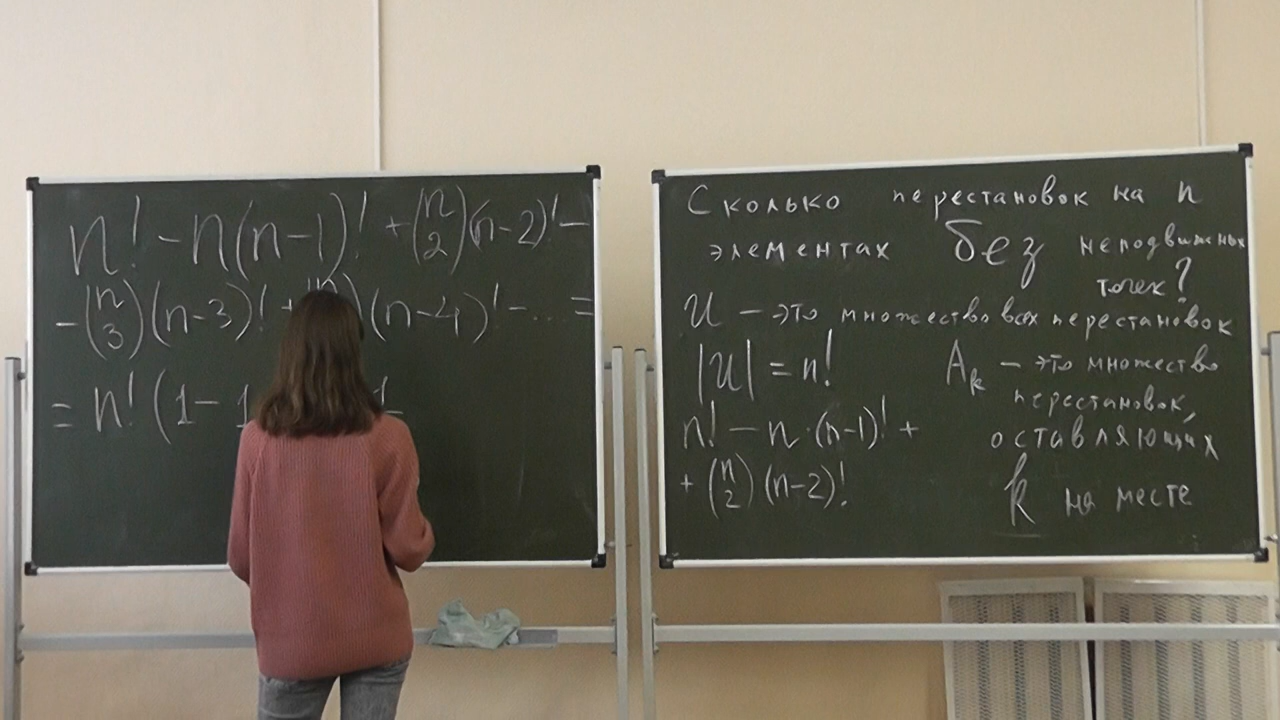 n! - n(n-1)! + (n 2)(n-2)! -
- (n 3)(n-3)! + (n-4)! - ... =
= n! (1 - 1
Сколько перестановок на n
элементах без неподвижных
точек?
U - это множество всех перестановок
|U| = n! A_k - это множество
перестановок,
n! - n·(n-1)! + оставляющих
+ (n 2)(n-2)! k на месте